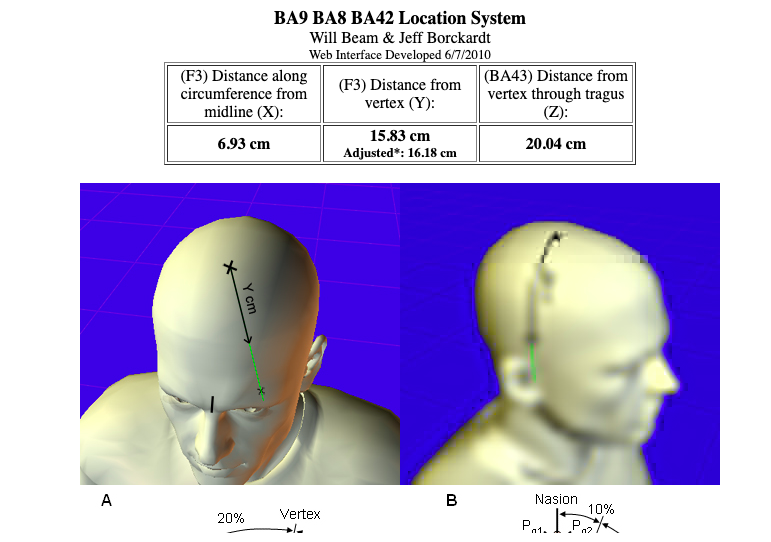 BA9 BA8 BA42 Location System
Will Beam & Jeff Borckardt
Web Interface Developed 6/7/2010
(F3) Distance along
circumference from
midline (X):
(F3) Distance from
vertex (Y):
(BA43) Distance from
vertex through tragus
(Z):
6.93 cm
15.83 cm
Adjusted*: 16.18 cm
20.04 cm
Y cm
A
B
20%
Vertex
Nasion
10%
Pg1
Pg2